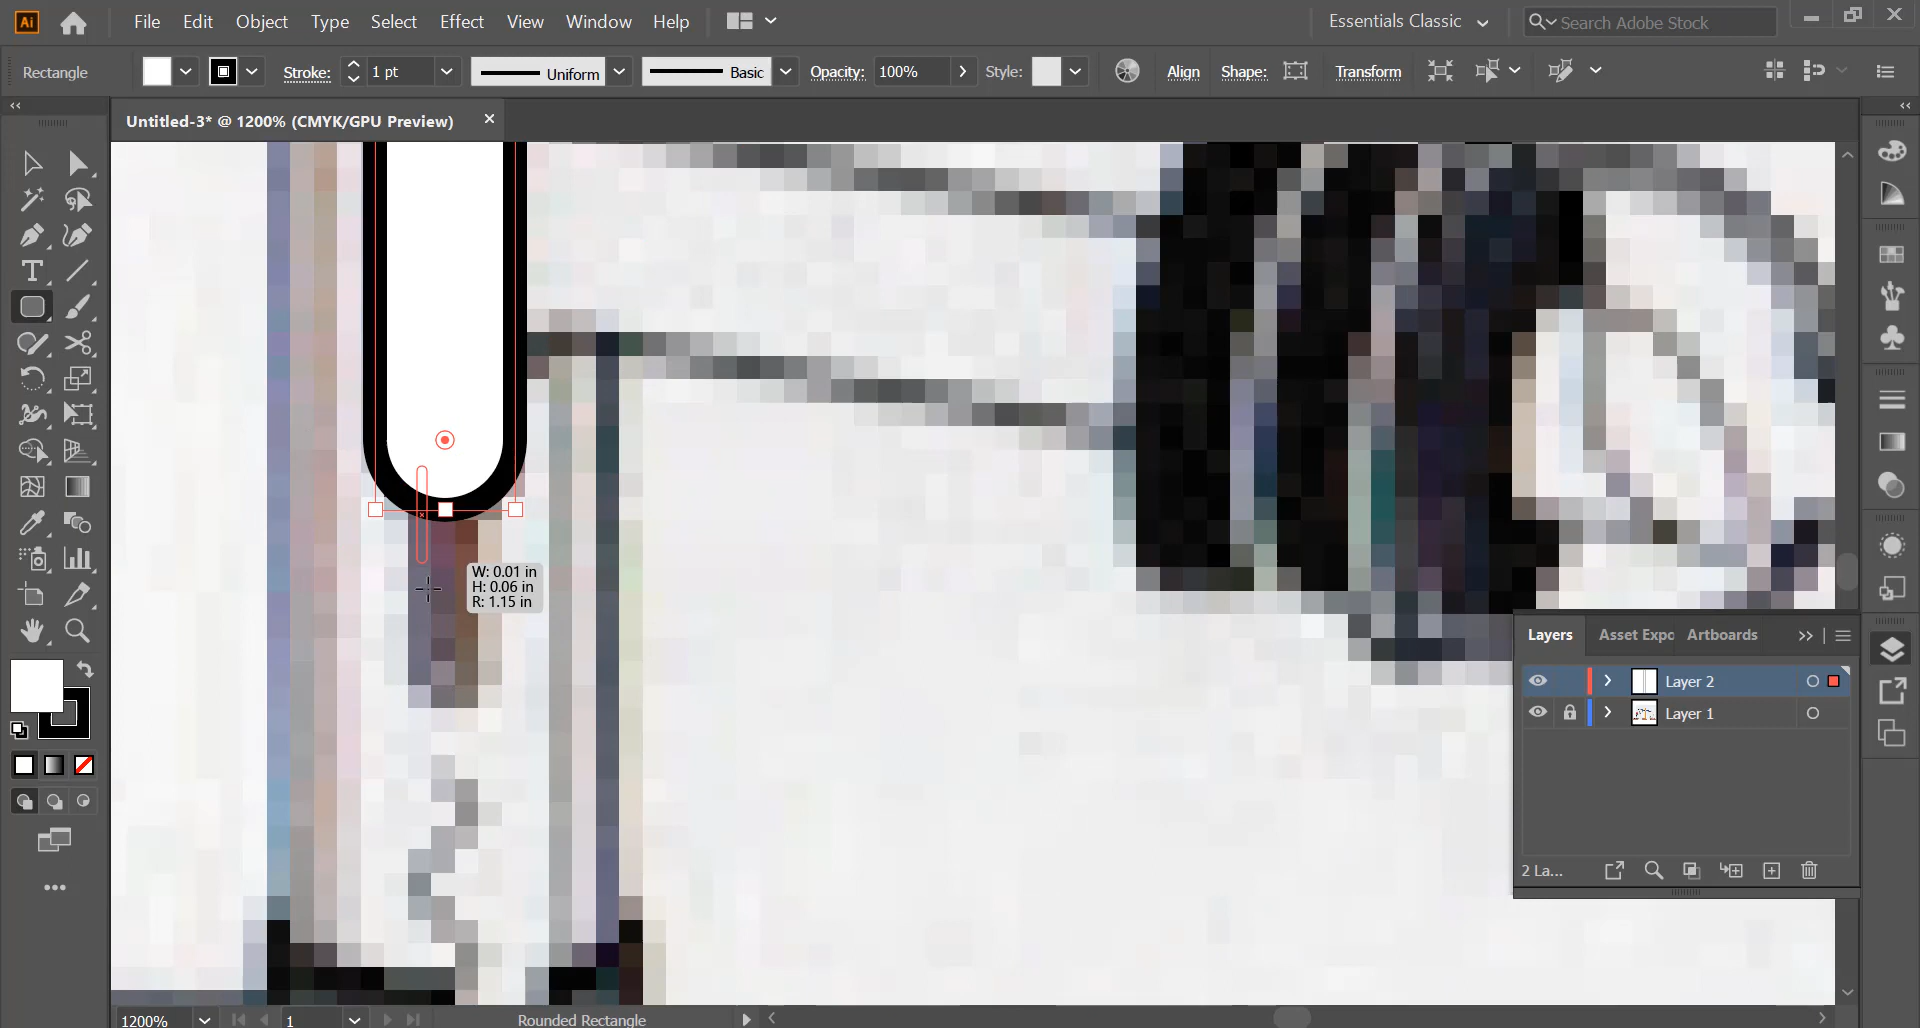 Ai File Edit Object Type Select Effect View Window Help Essentials Classic Search Adobe Stock
Rectangle Stroke: 1 pt Uniform Basic Opacity: 100% Style: Align Shape: Transform
Untitled-3* @ 1200% (CMYK/GPU Preview)
W: 0.01 in
H: 0.06 in
R: 1.15 in
Layers Asset Expo Artboards
Layer 2
Layer 1
2 La...
1200% 1 Rounded Rectangle